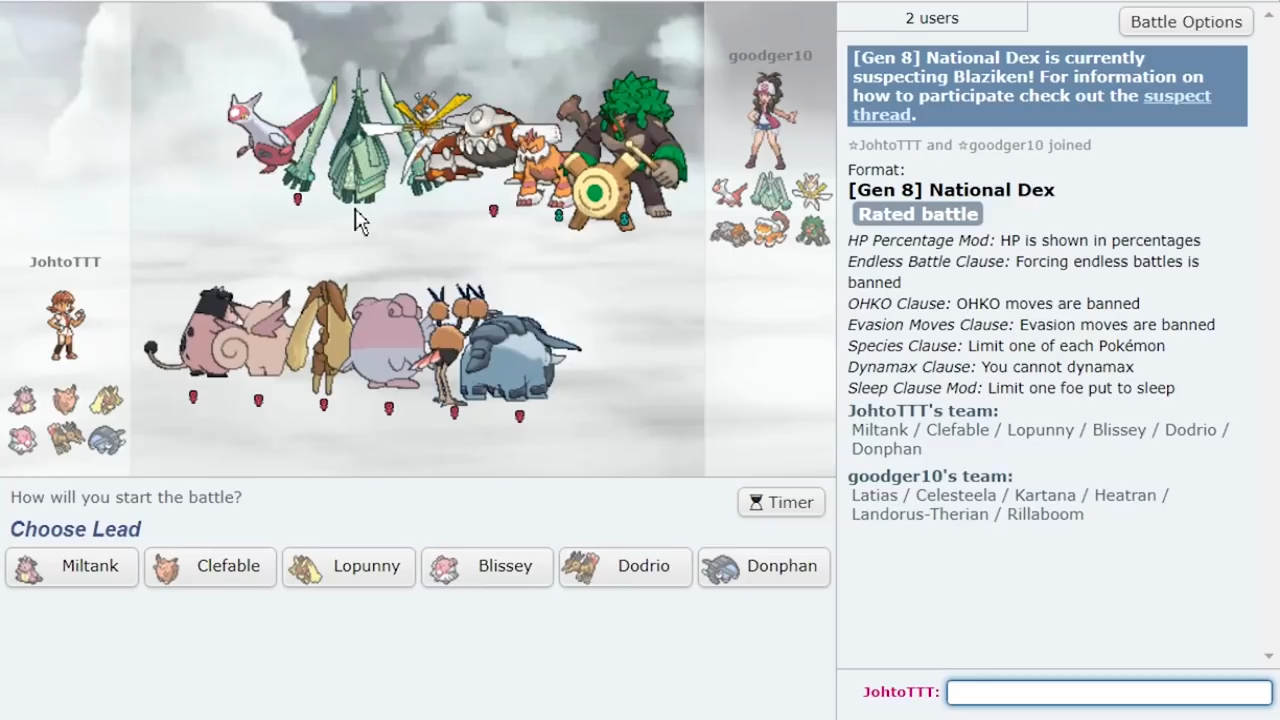 goodger10
JohtoTTT
How will you start the battle?
Timer
Choose Lead
Miltank
Clefable
Lopunny
Blissey
Dodrio
Donphan
2 users
Battle Options
[Gen 8] National Dex is currently
suspecting Blaziken! For information on
how to participate check out the suspect
thread.
☆JohtoTTT and ☆goodger10 joined
Format:
[Gen 8] National Dex
Rated battle
HP Percentage Mod: HP is shown in percentages
Endless Battle Clause: Forcing endless battles is
banned
OHKO Clause: OHKO moves are banned
Evasion Moves Clause: Evasion moves are banned
Species Clause: Limit one of each Pokémon
Dynamax Clause: You cannot dynamax
Sleep Clause Mod: Limit one foe put to sleep
JohtoTTT's team:
Miltank / Clefable / Lopunny / Blissey / Dodrio /
Donphan
goodger10's team:
Latias / Celesteela / Kartana / Heatran /
Landorus-Therian / Rillaboom
JohtoTTT: